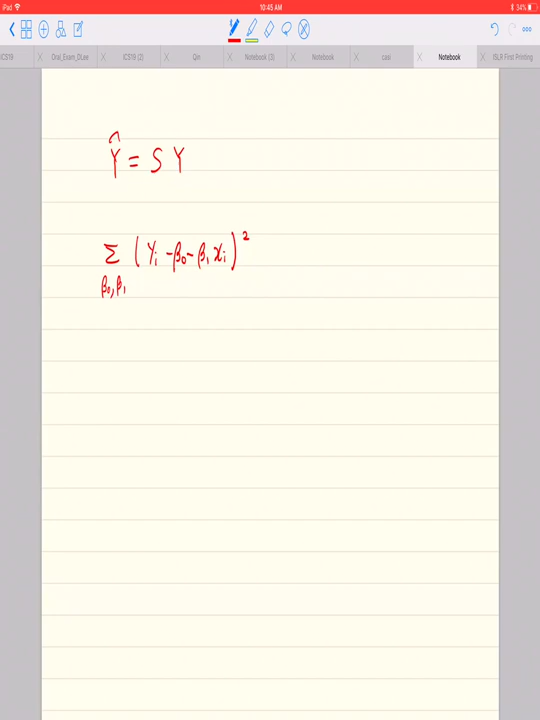 iPad 10:45 AM 34%
ICS19 Oral_Exam_DLee ICS19 (2) Qin Notebook (3) Notebook caxi Notebook ISLR First Printing
Ŷ = S Y
Σ (Yᵢ - β₀ - β₁ xᵢ)²
β₀, β₁